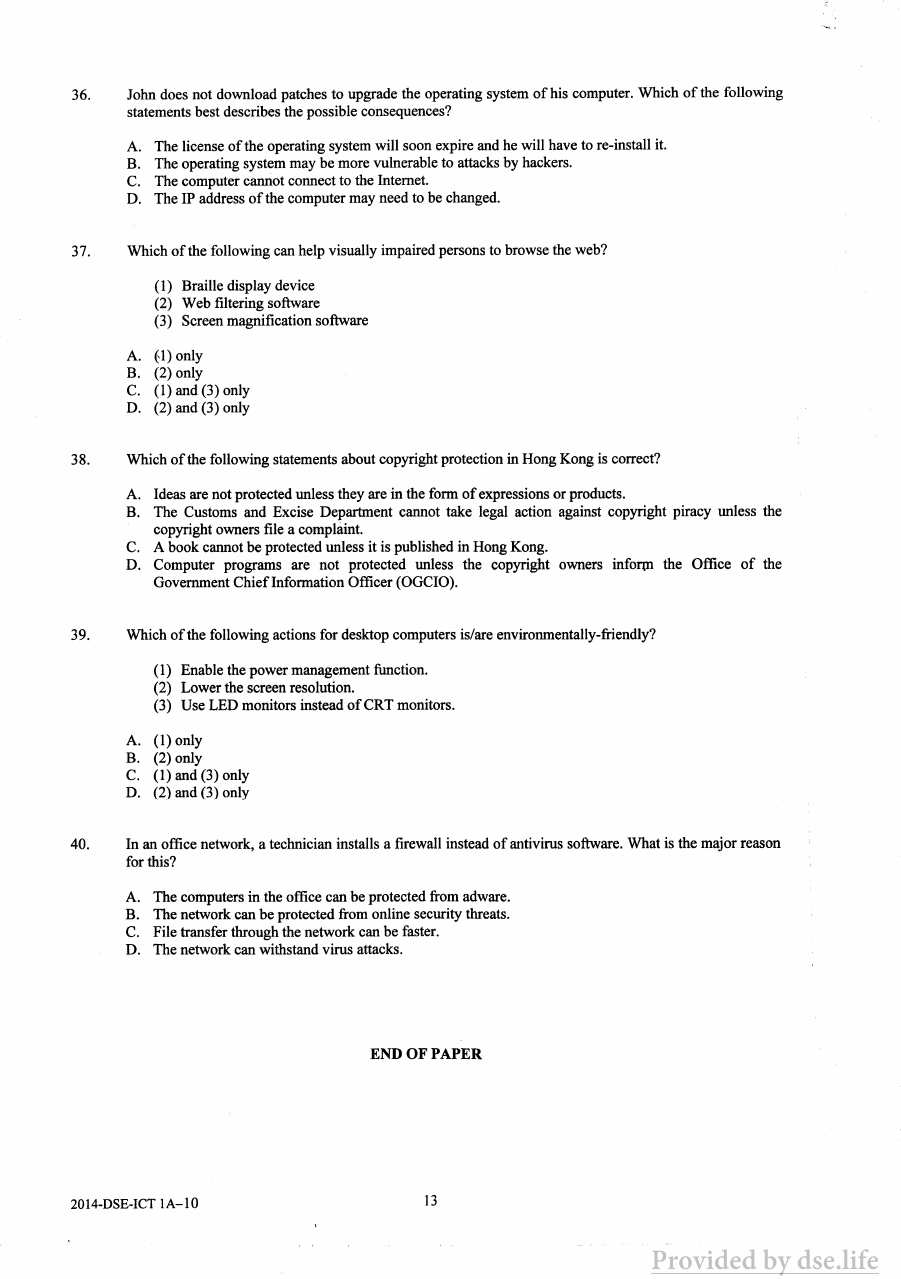 36. John does not download patches to upgrade the operating system of his computer. Which of the following
statements best describes the possible consequences?
A. The license of the operating system will soon expire and he will have to re-install it.
B. The operating system may be more vulnerable to attacks by hackers.
C. The computer cannot connect to the Internet.
D. The IP address of the computer may need to be changed.
37. Which of the following can help visually impaired persons to browse the web?
(1) Braille display device
(2) Web filtering software
(3) Screen magnification software
A. (1) only
B. (2) only
C. (1) and (3) only
D. (2) and (3) only
38. Which of the following statements about copyright protection in Hong Kong is correct?
A. Ideas are not protected unless they are in the form of expressions or products.
B. The Customs and Excise Department cannot take legal action against copyright piracy unless the
copyright owners file a complaint.
C. A book cannot be protected unless it is published in Hong Kong.
D. Computer programs are not protected unless the copyright owners inform the Office of the
Government Chief Information Officer (OGCIO).
39. Which of the following actions for desktop computers is/are environmentally-friendly?
(1) Enable the power management function.
(2) Lower the screen resolution.
(3) Use LED monitors instead of CRT monitors.
A. (1) only
B. (2) only
C. (1) and (3) only
D. (2) and (3) only
40. In an office network, a technician installs a firewall instead of antivirus software. What is the major reason
for this?
A. The computers in the office can be protected from adware.
B. The network can be protected from online security threats.
C. File transfer through the network can be faster.
D. The network can withstand virus attacks.
END OF PAPER
2014-DSE-ICT 1A–10
13
Provided by dse.life